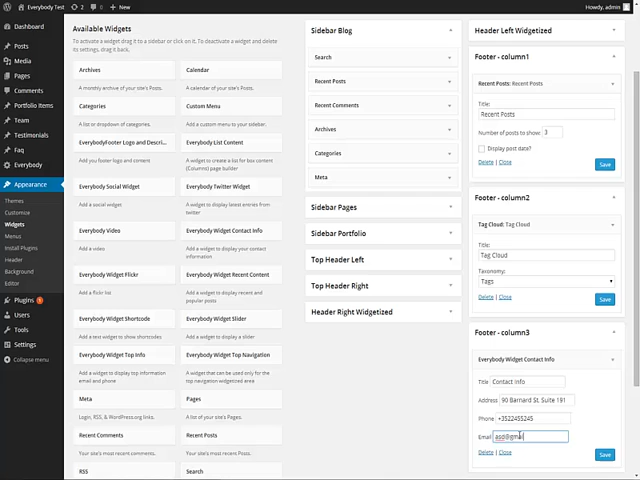 Everybody Test
2
0
New
Howdy, admin
Dashboard
Posts
Media
Pages
Comments
Portfolio Items
Team
Testimonials
Faq
Everybody
Appearance
Themes
Customise
Widgets
Menus
Install Plugins
Header
Background
Editor
Plugins
Users
Tools
Settings
Collapse menu
Available Widgets
To activate a widget drag it to a sidebar or click on it. To deactivate a widget and delete
its settings, drag it back.
Archives
A monthly archive of your site's Posts.
Calendar
A calendar of your site's Posts.
Categories
A list or dropdown of categories.
Custom Menu
Add a custom menu to your sidebar.
EverybodyFooter Logo and Descri...
Add you footer logo and content
Everybody List Content
A widget to create a list for box content
(Columns) page builder
Everybody Social Widget
Add a social widget
Everybody Twitter Widget
A widget to display latest entries from
twitter
Everybody Video
Add a video
Everybody Widget Contact Info
A widget to display your contact
information
Everybody Widget Flickr
Add a flickr list
Everybody Widget Recent Content
A widget to display recent and
popular posts
Everybody Widget Shortcode
Add a text widget to show shortcodes
Everybody Widget Slider
Add a widget to display a slider
Everybody Widget Top Info
Add a widget to display top information
email and phone
Everybody Widget Top Navigation
A widget that can be used only for the
top navigation widgetized area
Meta
Login, RSS, & WordPress.org links.
Pages
A list of your site's Pages.
Recent Comments
Your site's most recent comments.
Recent Posts
Your site's most recent Posts.
RSS
Search
Sidebar Blog
Search
Recent Posts
Recent Comments
Archives
Categories
Meta
Sidebar Pages
Sidebar Portfolio
Top Header Left
Top Header Right
Header Right Widgetized
Header Left Widgetized
Footer - column1
Recent Posts: Recent Posts
Title:
Recent Posts
Number of posts to show: 3
Display post date?
Delete | Close
Save
Footer - column2
Tag Cloud: Tag Cloud
Title:
Tag Cloud
Taxonomy:
Tags
Delete | Close
Save
Footer - column3
Everybody Widget Contact Info
Title Contact info
Address 90 Barnard St. Suite 191
Phone +3522455245
Delete | Close
Save